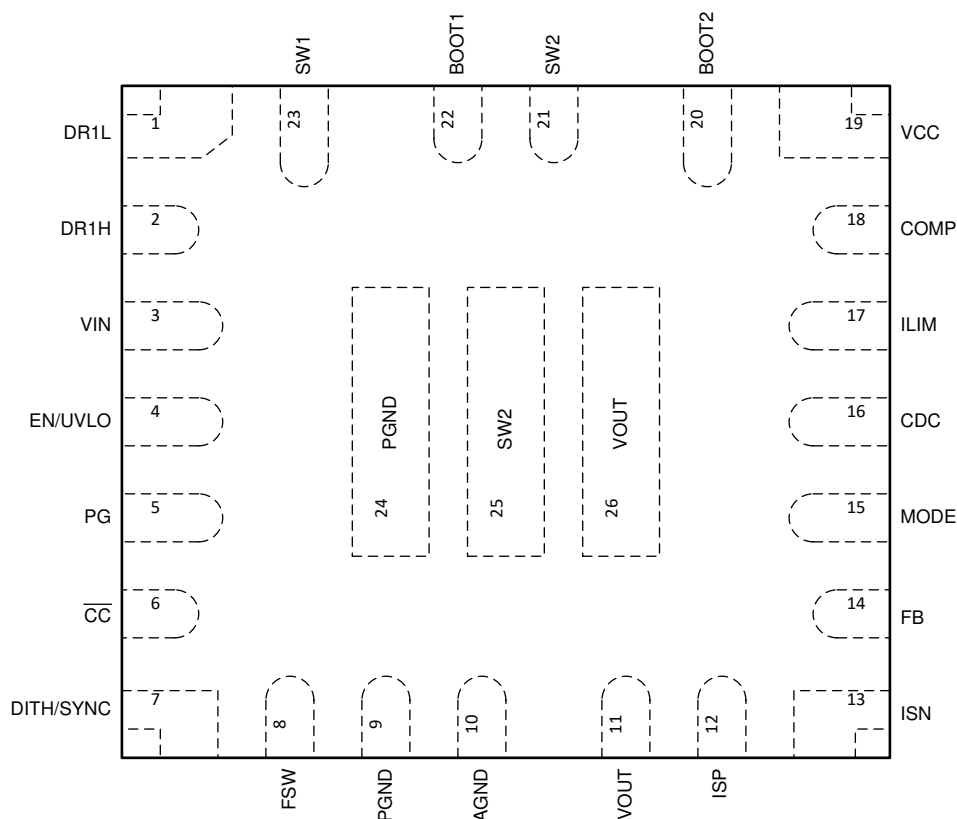 SW1
BOOT1
SW2
BOOT2
DR1L 1 23 22 21 20 19 VCC
DR1H 2 18 COMP
VIN 3 17 ILIM
EN/UVLO 4 16 CDC
PGND SW2 VOUT
PG 5 24 25 26 15 MODE
C̅C̅ 6 14 FB
DITH/SYNC 7 8 9 10 11 12 13 ISN
FSW
PGND
AGND
VOUT
ISP